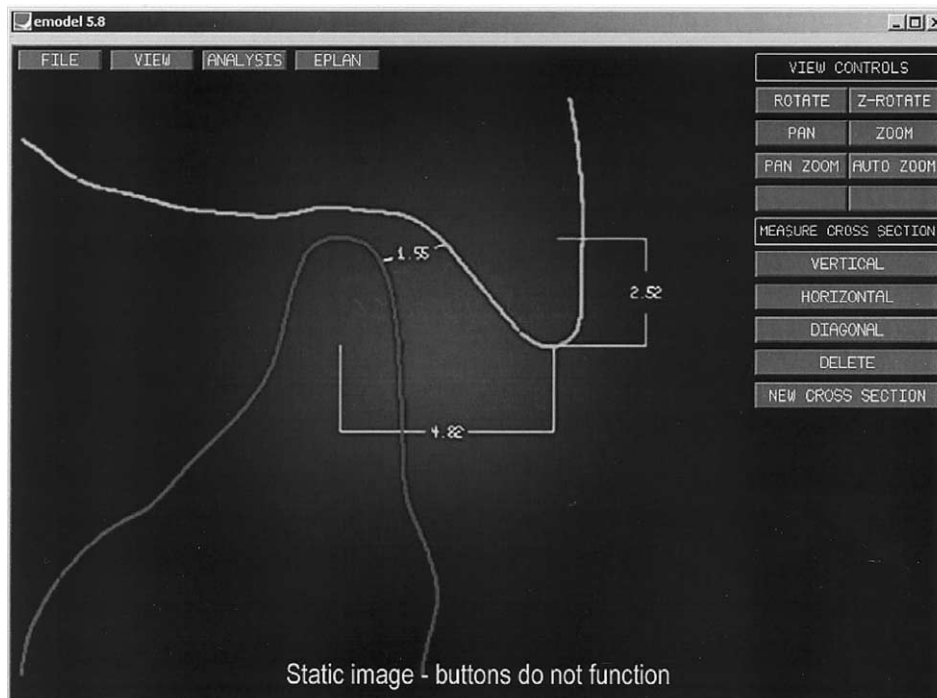 emodel 5.8
FILE VIEW ANALYSIS EPLAN
VIEW CONTROLS
ROTATE Z-ROTATE
PAN ZOOM
PAN ZOOM AUTO ZOOM
MEASURE CROSS SECTION
VERTICAL
HORIZONTAL
DIAGONAL
DELETE
NEW CROSS SECTION
1.55
2.52
4.82
Static image - buttons do not function